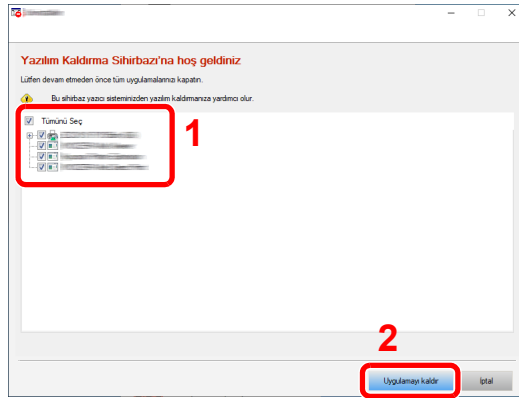 Yazılım Kaldırma Sihirbazı'na hoş geldiniz
Lütfen devam etmeden önce tüm uygulamalarınızı kapatın.
Bu sihirbaz yazıcı sisteminizden yazılım kaldırmanıza yardımcı olur.
Tümünü Seç
1
2
Uygulamayı kaldır
İptal